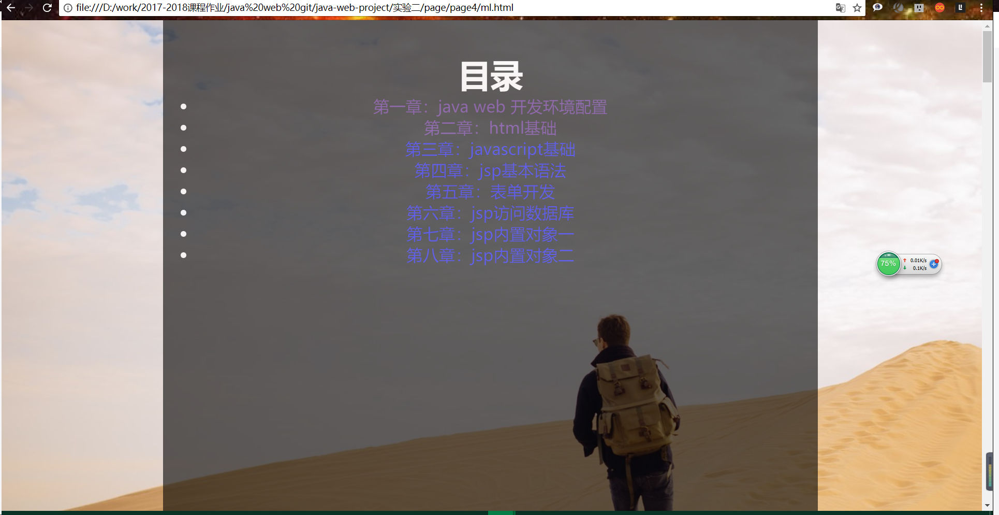 file:///D:/work/2017-2018课程作业/java%20web%20git/java-web-project/实验二/page/page4/ml.html
目录
第一章：java web 开发环境配置
第二章：html基础
第三章：javascript基础
第四章：jsp基本语法
第五章：表单开发
第六章：jsp访问数据库
第七章：jsp内置对象一
第八章：jsp内置对象二
75%
0.01K/s
0.1K/s